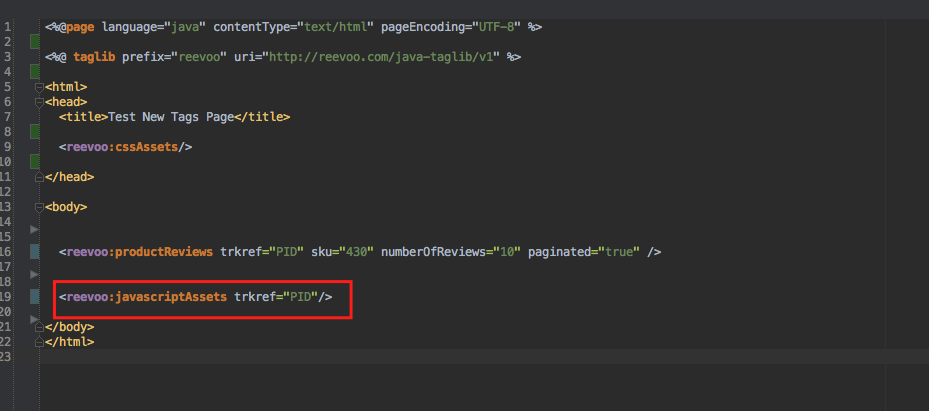 1 <%@page language="java" contentType="text/html" pageEncoding="UTF-8" %>
2
3 <%@ taglib prefix="reevoo" uri="http://reevoo.com/java-taglib/v1" %>
4
5 <html>
6 <head>
7 <title>Test New Tags Page</title>
8
9 <reevoo:cssAssets/>
10
11 </head>
12
13 <body>
14
15
16 <reevoo:productReviews trkref="PID" sku="430" numberOfReviews="10" paginated="true" />
17
18
19 <reevoo:javascriptAssets trkref="PID"/>
20
21 </body>
22 </html>
23